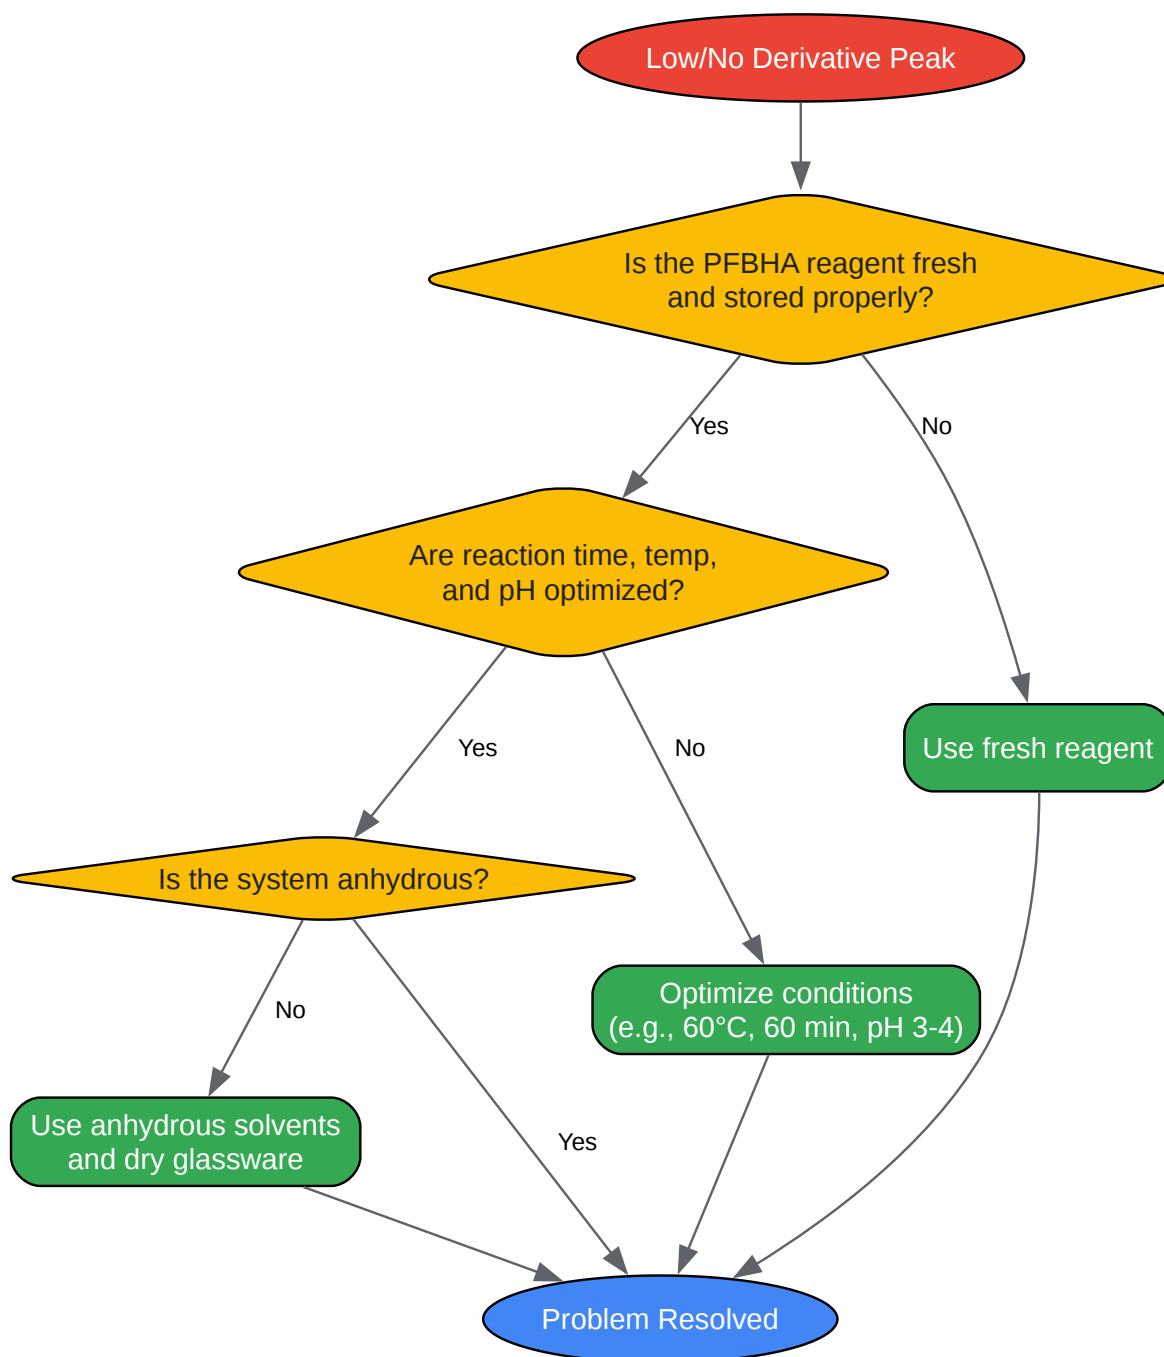 Low/No Derivative Peak
Is the PFBHA reagent fresh
and stored properly?
Yes
No
Are reaction time, temp,
and pH optimized?
Yes
No
Use fresh reagent
Is the system anhydrous?
No
Optimize conditions
(e.g., 60°C, 60 min, pH 3-4)
Use anhydrous solvents
and dry glassware
Yes
Problem Resolved